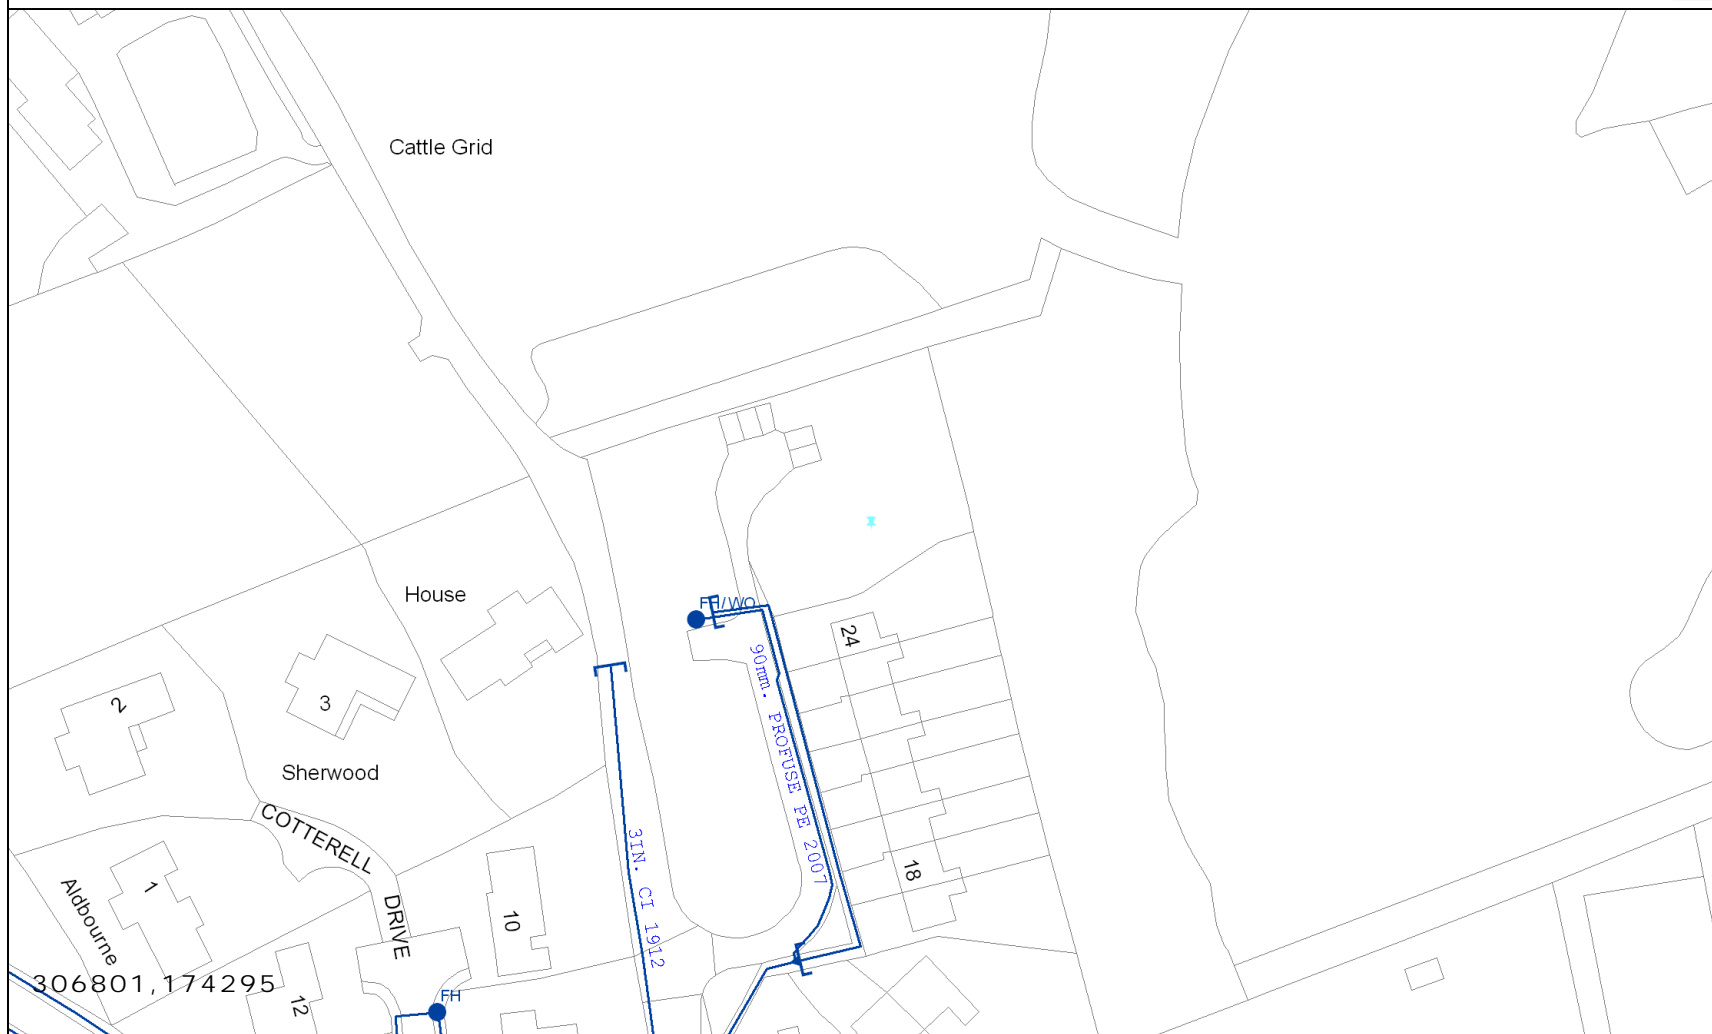 Cattle Grid
House
FH/WO
24
90mm. PROFUSE PE 2007
2
3
Sherwood
COTTERELL
DRIVE
3IN. CI 1912
18
1
Aldbourne
10
306801,174295
12
FH